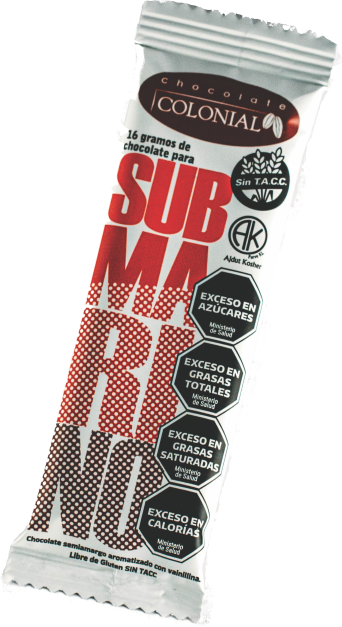 chocolate
COLONIAL
16 gramos de
chocolate para
SUB
MA
RI
NO
Sin T.A.C.C.
AK
Ajdut Kosher
EXCESO EN
AZÚCARES
Ministerio
de Salud
EXCESO EN
GRASAS
TOTALES
Ministerio
de Salud
EXCESO EN
GRASAS
SATURADAS
Ministerio
de Salud
EXCESO EN
CALORÍAS
Ministerio
de Salud
Chocolate semiamargo aromatizado con vainillina.
Libre de Gluten SIN TACC